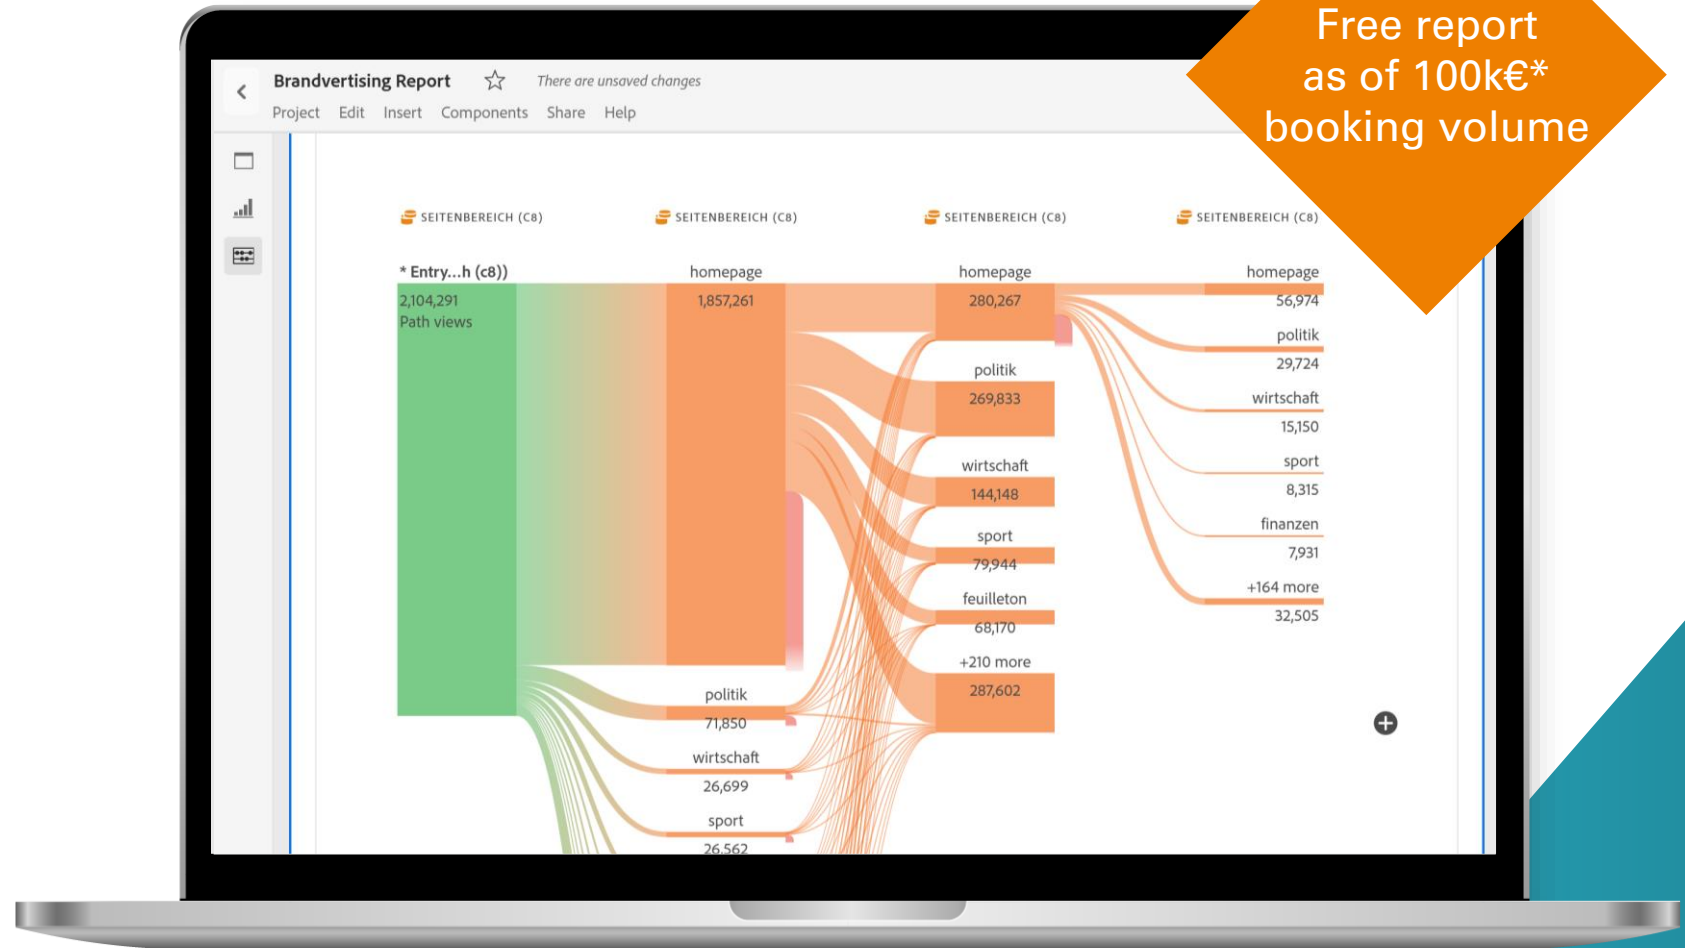 Free report
as of 100k€*
booking volume
Brandvertising Report
There are unsaved changes
Project Edit Insert Components Share Help
SEITENBEREICH (C8) SEITENBEREICH (C8) SEITENBEREICH (C8) SEITENBEREICH (C8)
* Entry...h (c8))
2,104,291
Path views
homepage
1,857,261
politik
71,850
wirtschaft
26,699
sport
26,562
homepage
280,267
politik
269,833
wirtschaft
144,148
sport
79,944
feuilleton
68,170
+210 more
287,602
homepage
56,974
politik
29,724
wirtschaft
15,150
sport
8,315
finanzen
7,931
+164 more
32,505